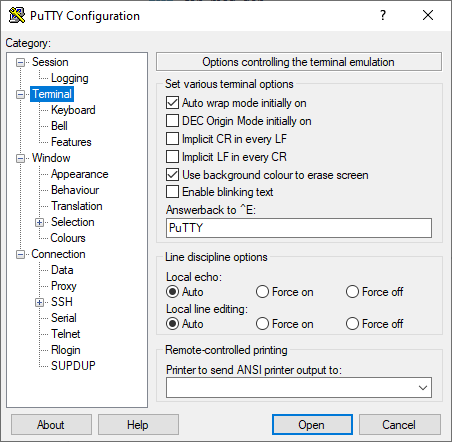 PuTTY Configuration
?
Category:
Session
Logging
Terminal
Keyboard
Bell
Features
Window
Appearance
Behaviour
Translation
Selection
Colours
Connection
Data
Proxy
SSH
Serial
Telnet
Rlogin
SUPDUP
Options controlling the terminal emulation
Set various terminal options
Auto wrap mode initially on
DEC Origin Mode initially on
Implicit CR in every LF
Implicit LF in every CR
Use background colour to erase screen
Enable blinking text
Answerback to ^E:
PuTTY
Line discipline options
Local echo:
Auto Force on Force off
Local line editing:
Auto Force on Force off
Remote-controlled printing
Printer to send ANSI printer output to:
About Help Open Cancel